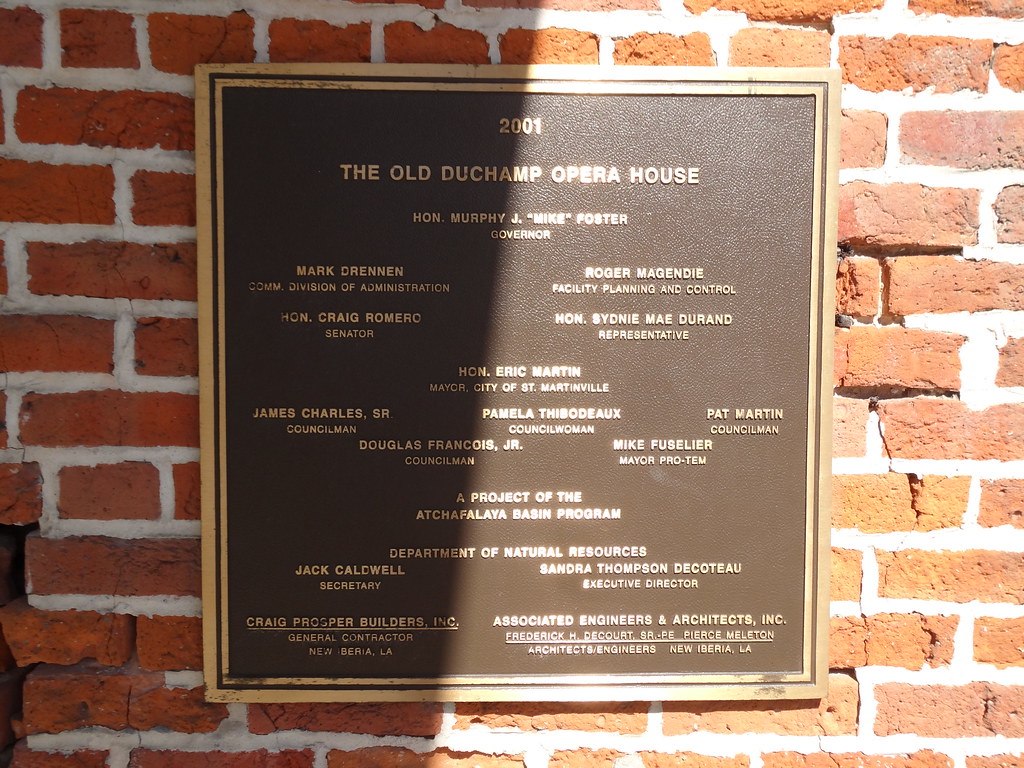 2001
THE OLD DUCHAMP OPERA HOUSE
HON. MURPHY J. "MIKE" FOSTER
GOVERNOR
MARK DRENNEN ROGER MAGENDIE
COMM. DIVISION OF ADMINISTRATION FACILITY PLANNING AND CONTROL
HON. CRAIG ROMERO HON. SYDNIE MAE DURAND
SENATOR REPRESENTATIVE
HON. ERIC MARTIN
MAYOR, CITY OF ST. MARTINVILLE
JAMES CHARLES, SR. PAMELA THIBODEAUX PAT MARTIN
COUNCILMAN COUNCILWOMAN COUNCILMAN
DOUGLAS FRANCOIS, JR. MIKE FUSELIER
COUNCILMAN MAYOR PRO-TEM
A PROJECT OF THE
ATCHAFALAYA BASIN PROGRAM
DEPARTMENT OF NATURAL RESOURCES
JACK CALDWELL SANDRA THOMPSON DECOTEAU
SECRETARY EXECUTIVE DIRECTOR
CRAIG PROSPER BUILDERS, INC. ASSOCIATED ENGINEERS & ARCHITECTS, INC.
GENERAL CONTRACTOR FREDERICK H. DECOURT, SR.-PE PIERCE MELETON
NEW IBERIA, LA ARCHITECTS/ENGINEERS NEW IBERIA, LA